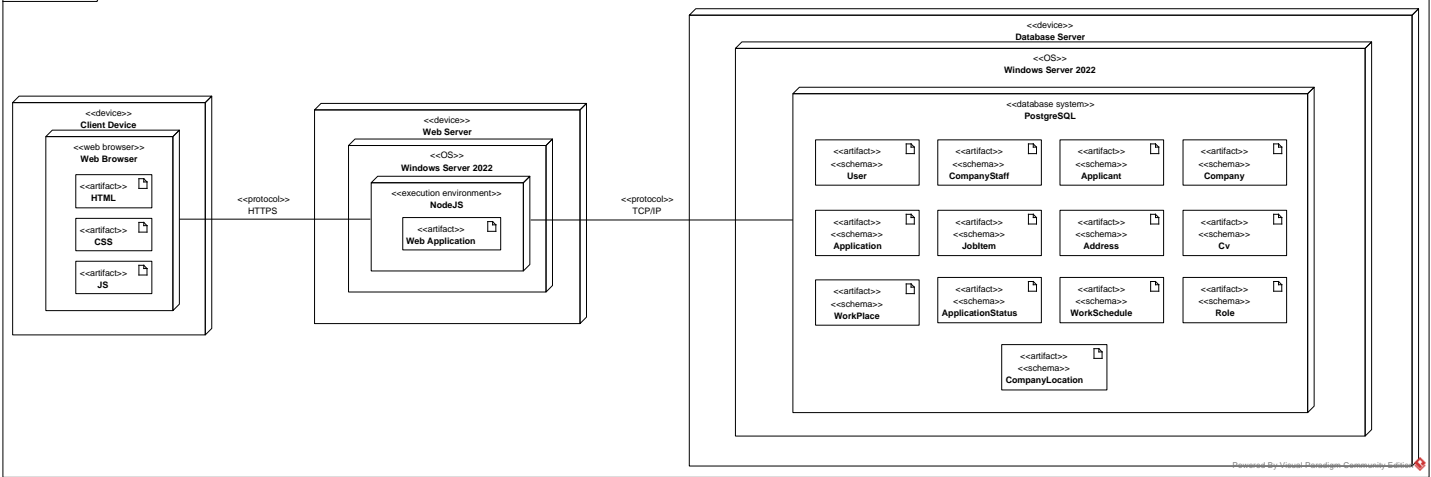 <<device>>
Client Device
<<web browser>>
Web Browser
<<artifact>>
HTML
<<artifact>>
CSS
<<artifact>>
JS
<<protocol>>
HTTPS
<<device>>
Web Server
<<OS>>
Windows Server 2022
<<execution environment>>
NodeJS
<<artifact>>
Web Application
<<protocol>>
TCP/IP
<<device>>
Database Server
<<OS>>
Windows Server 2022
<<database system>>
PostgreSQL
<<artifact>>
<<schema>>
User
<<artifact>>
<<schema>>
CompanyStaff
<<artifact>>
<<schema>>
Applicant
<<artifact>>
<<schema>>
Company
<<artifact>>
<<schema>>
Application
<<artifact>>
<<schema>>
JobItem
<<artifact>>
<<schema>>
Address
<<artifact>>
<<schema>>
Cv
<<artifact>>
<<schema>>
WorkPlace
<<artifact>>
<<schema>>
ApplicationStatus
<<artifact>>
<<schema>>
WorkSchedule
<<artifact>>
<<schema>>
Role
<<artifact>>
<<schema>>
CompanyLocation
Powered By Visual Paradigm Community Edition